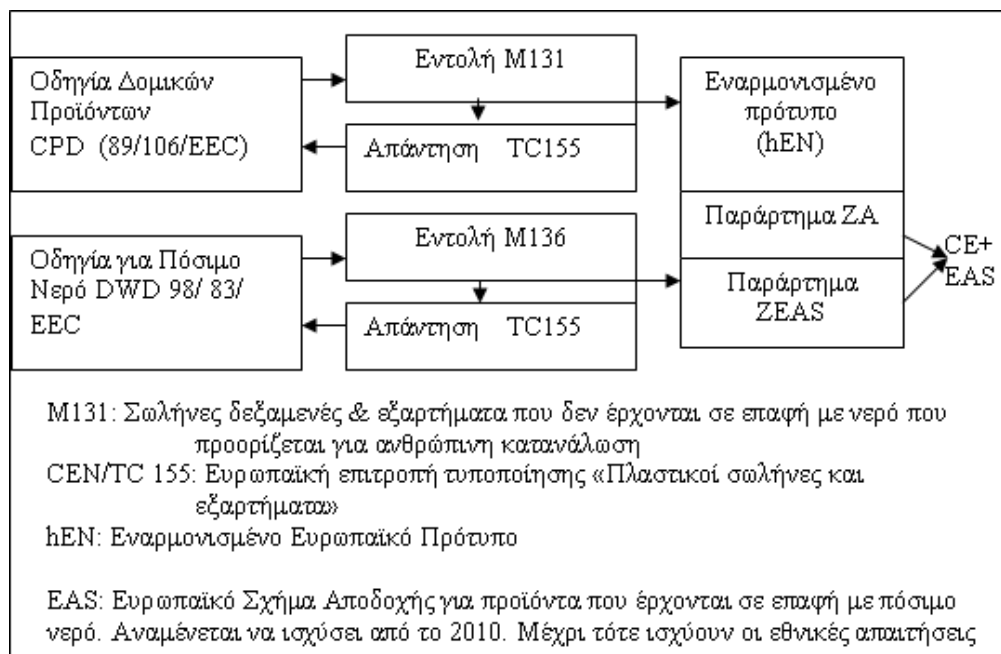 Οδηγία Δομικών
Προϊόντων
CPD (89/106/EEC)
Εντολή Μ131
Απάντηση TC155
Οδηγία για Πόσιμο
Νερό DWD 98/ 83/
EEC
Εντολή Μ136
Απάντηση TC155
Εναρμονισμένο
πρότυπο
(hEN)
Παράρτημα ΖΑ
Παράρτημα
ZEAS
CE+
EAS
M131: Σωλήνες δεξαμενές & εξαρτήματα που δεν έρχονται σε επαφή με νερό που
προορίζεται για ανθρώπινη κατανάλωση
CEN/TC 155: Ευρωπαϊκή επιτροπή τυποποίησης «Πλαστικοί σωλήνες και
εξαρτήματα»
hEN: Εναρμονισμένο Ευρωπαϊκό Πρότυπο
EAS: Ευρωπαϊκό Σχήμα Αποδοχής για προϊόντα που έρχονται σε επαφή με πόσιμο
νερό. Αναμένεται να ισχύσει από το 2010. Μέχρι τότε ισχύουν οι εθνικές απαιτήσεις